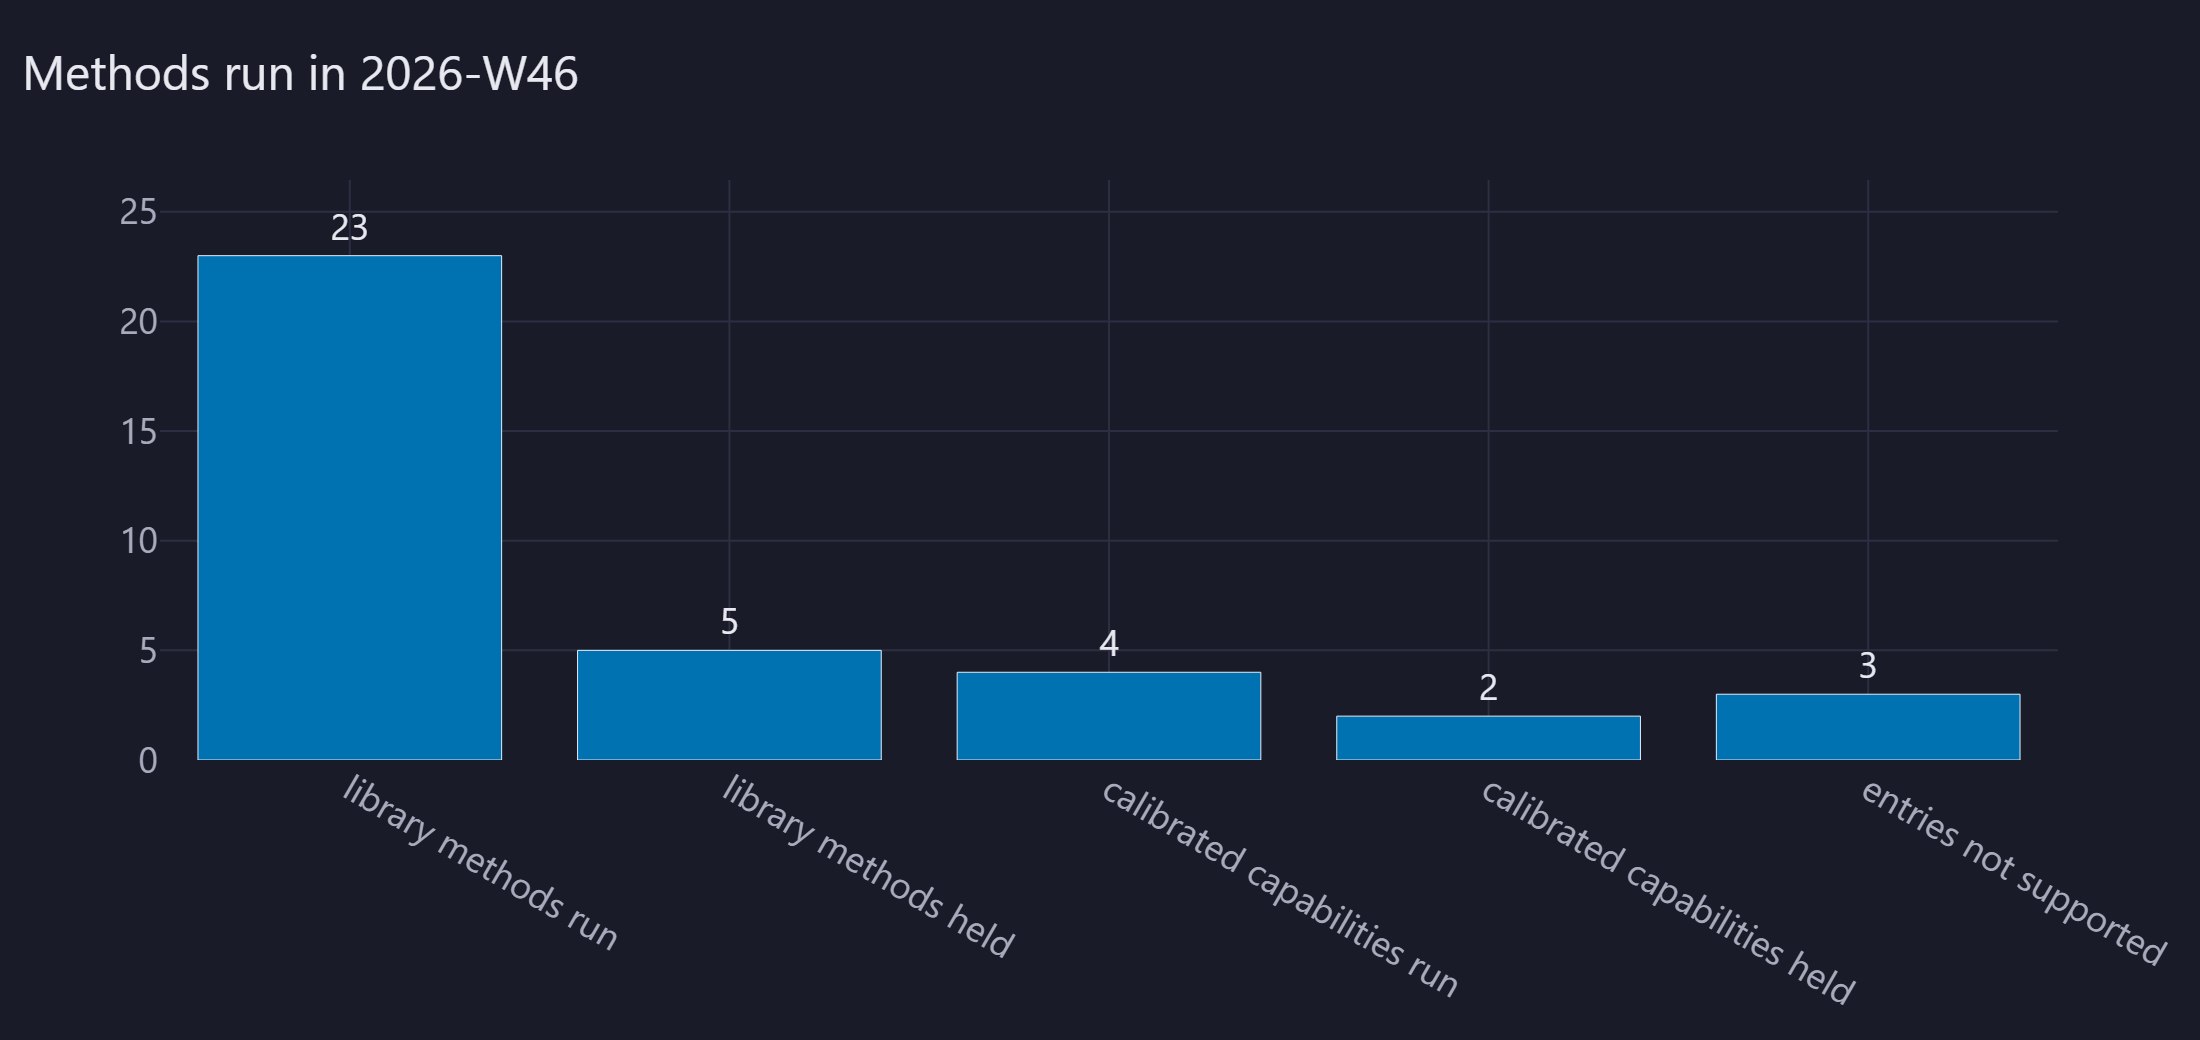 Methods run in 2026-W46
25
20
15
10
5
0
23
5
4
2
3
library methods run
library methods held
calibrated capabilities run
calibrated capabilities held
entries not supported